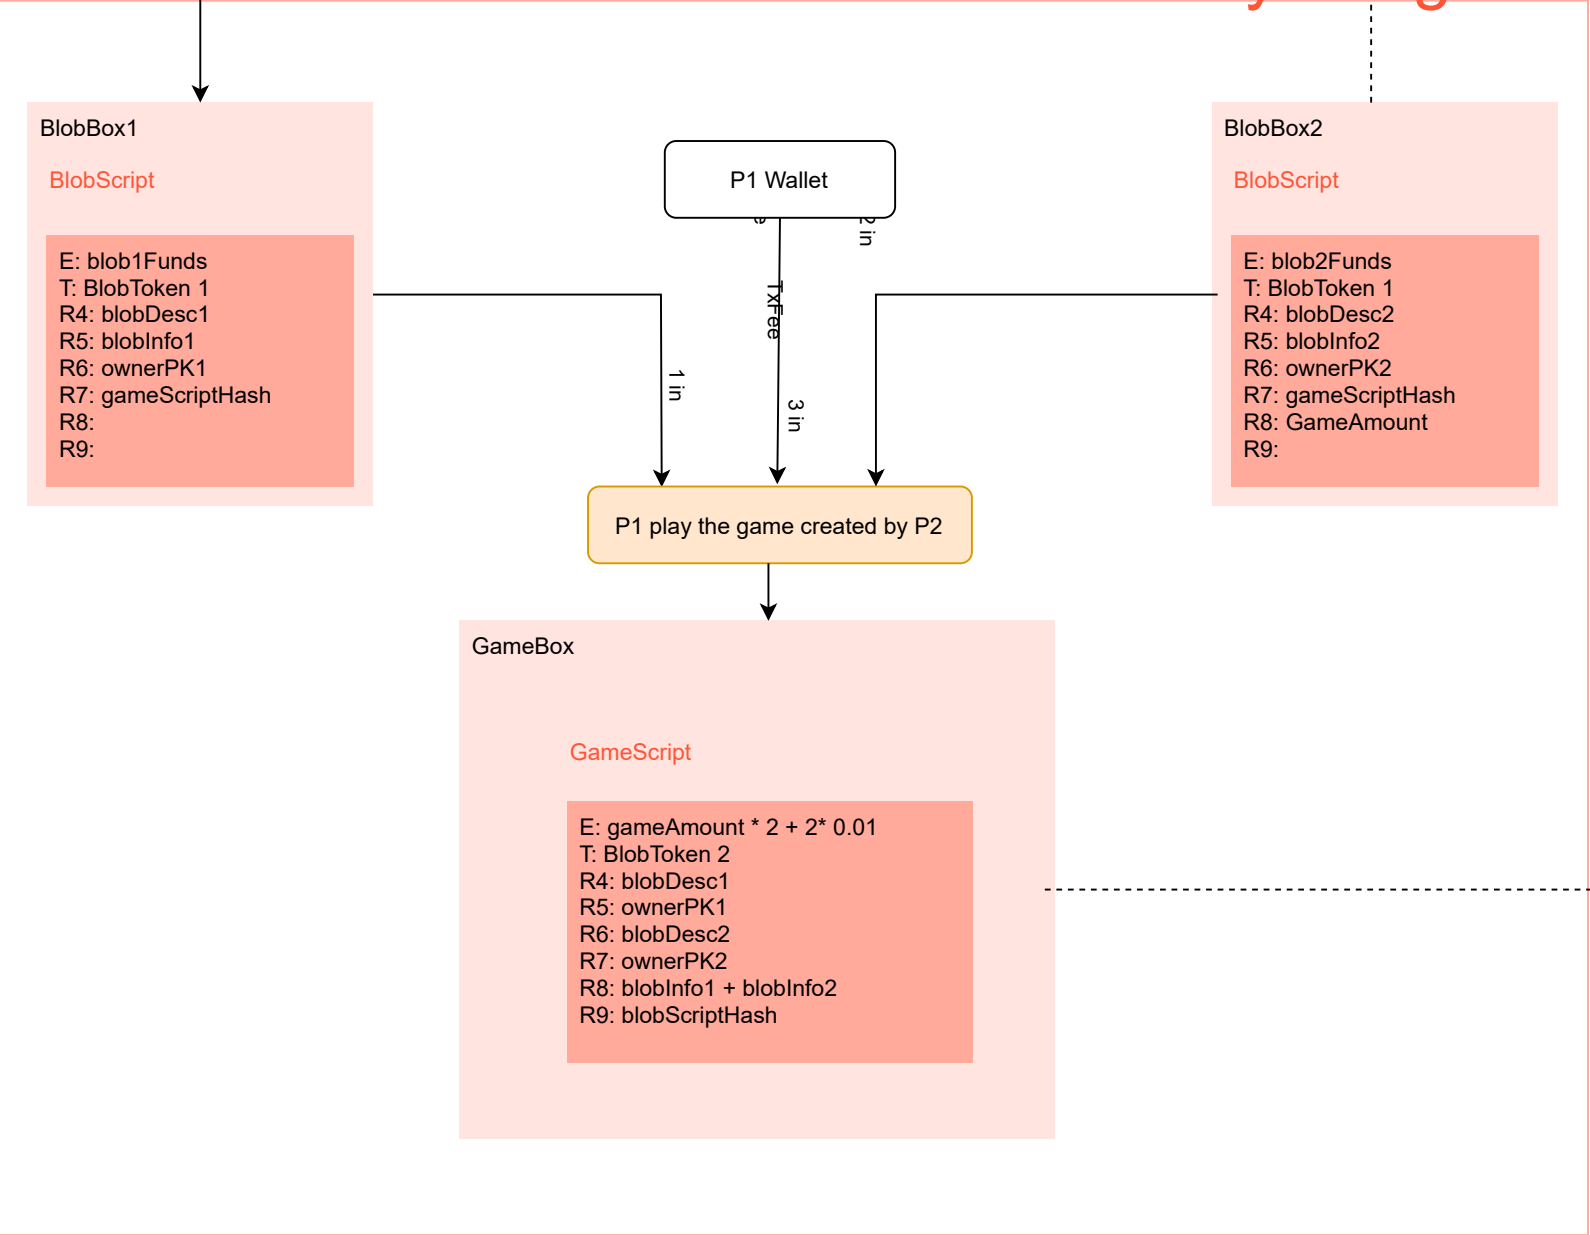 BlobBox1
BlobScript
E: blob1Funds
T: BlobToken 1
R4: blobDesc1
R5: blobInfo1
R6: ownerPK1
R7: gameScriptHash
R8:
R9:
P1 Wallet
TxFee
1 in
3 in
2 in
BlobBox2
BlobScript
E: blob2Funds
T: BlobToken 1
R4: blobDesc2
R5: blobInfo2
R6: ownerPK2
R7: gameScriptHash
R8: GameAmount
R9:
P1 play the game created by P2
GameBox
GameScript
E: gameAmount * 2 + 2* 0.01
T: BlobToken 2
R4: blobDesc1
R5: ownerPK1
R6: blobDesc2
R7: ownerPK2
R8: blobInfo1 + blobInfo2
R9: blobScriptHash